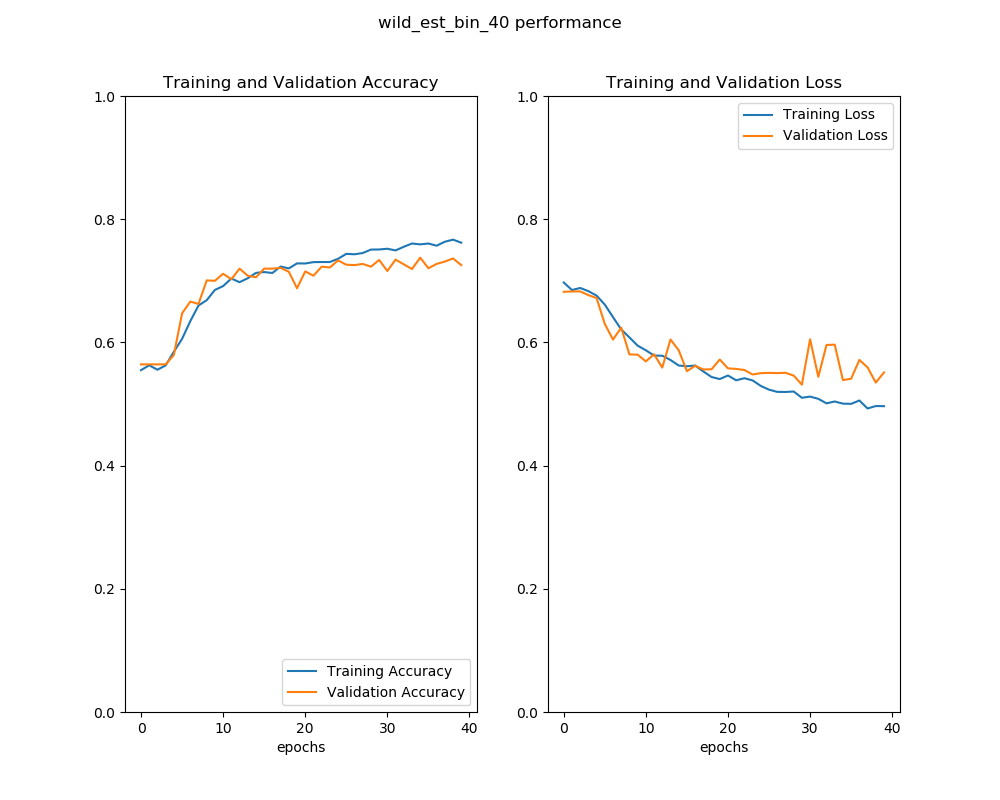 wild_est_bin_40 performance
Training and Validation Accuracy
1.0
0.8
0.6
0.4
0.2
0.0
0 10 20 30 40
epochs
Training Accuracy
Validation Accuracy
Training and Validation Loss
1.0
0.8
0.6
0.4
0.2
0.0
0 10 20 30 40
epochs
Training Loss
Validation Loss